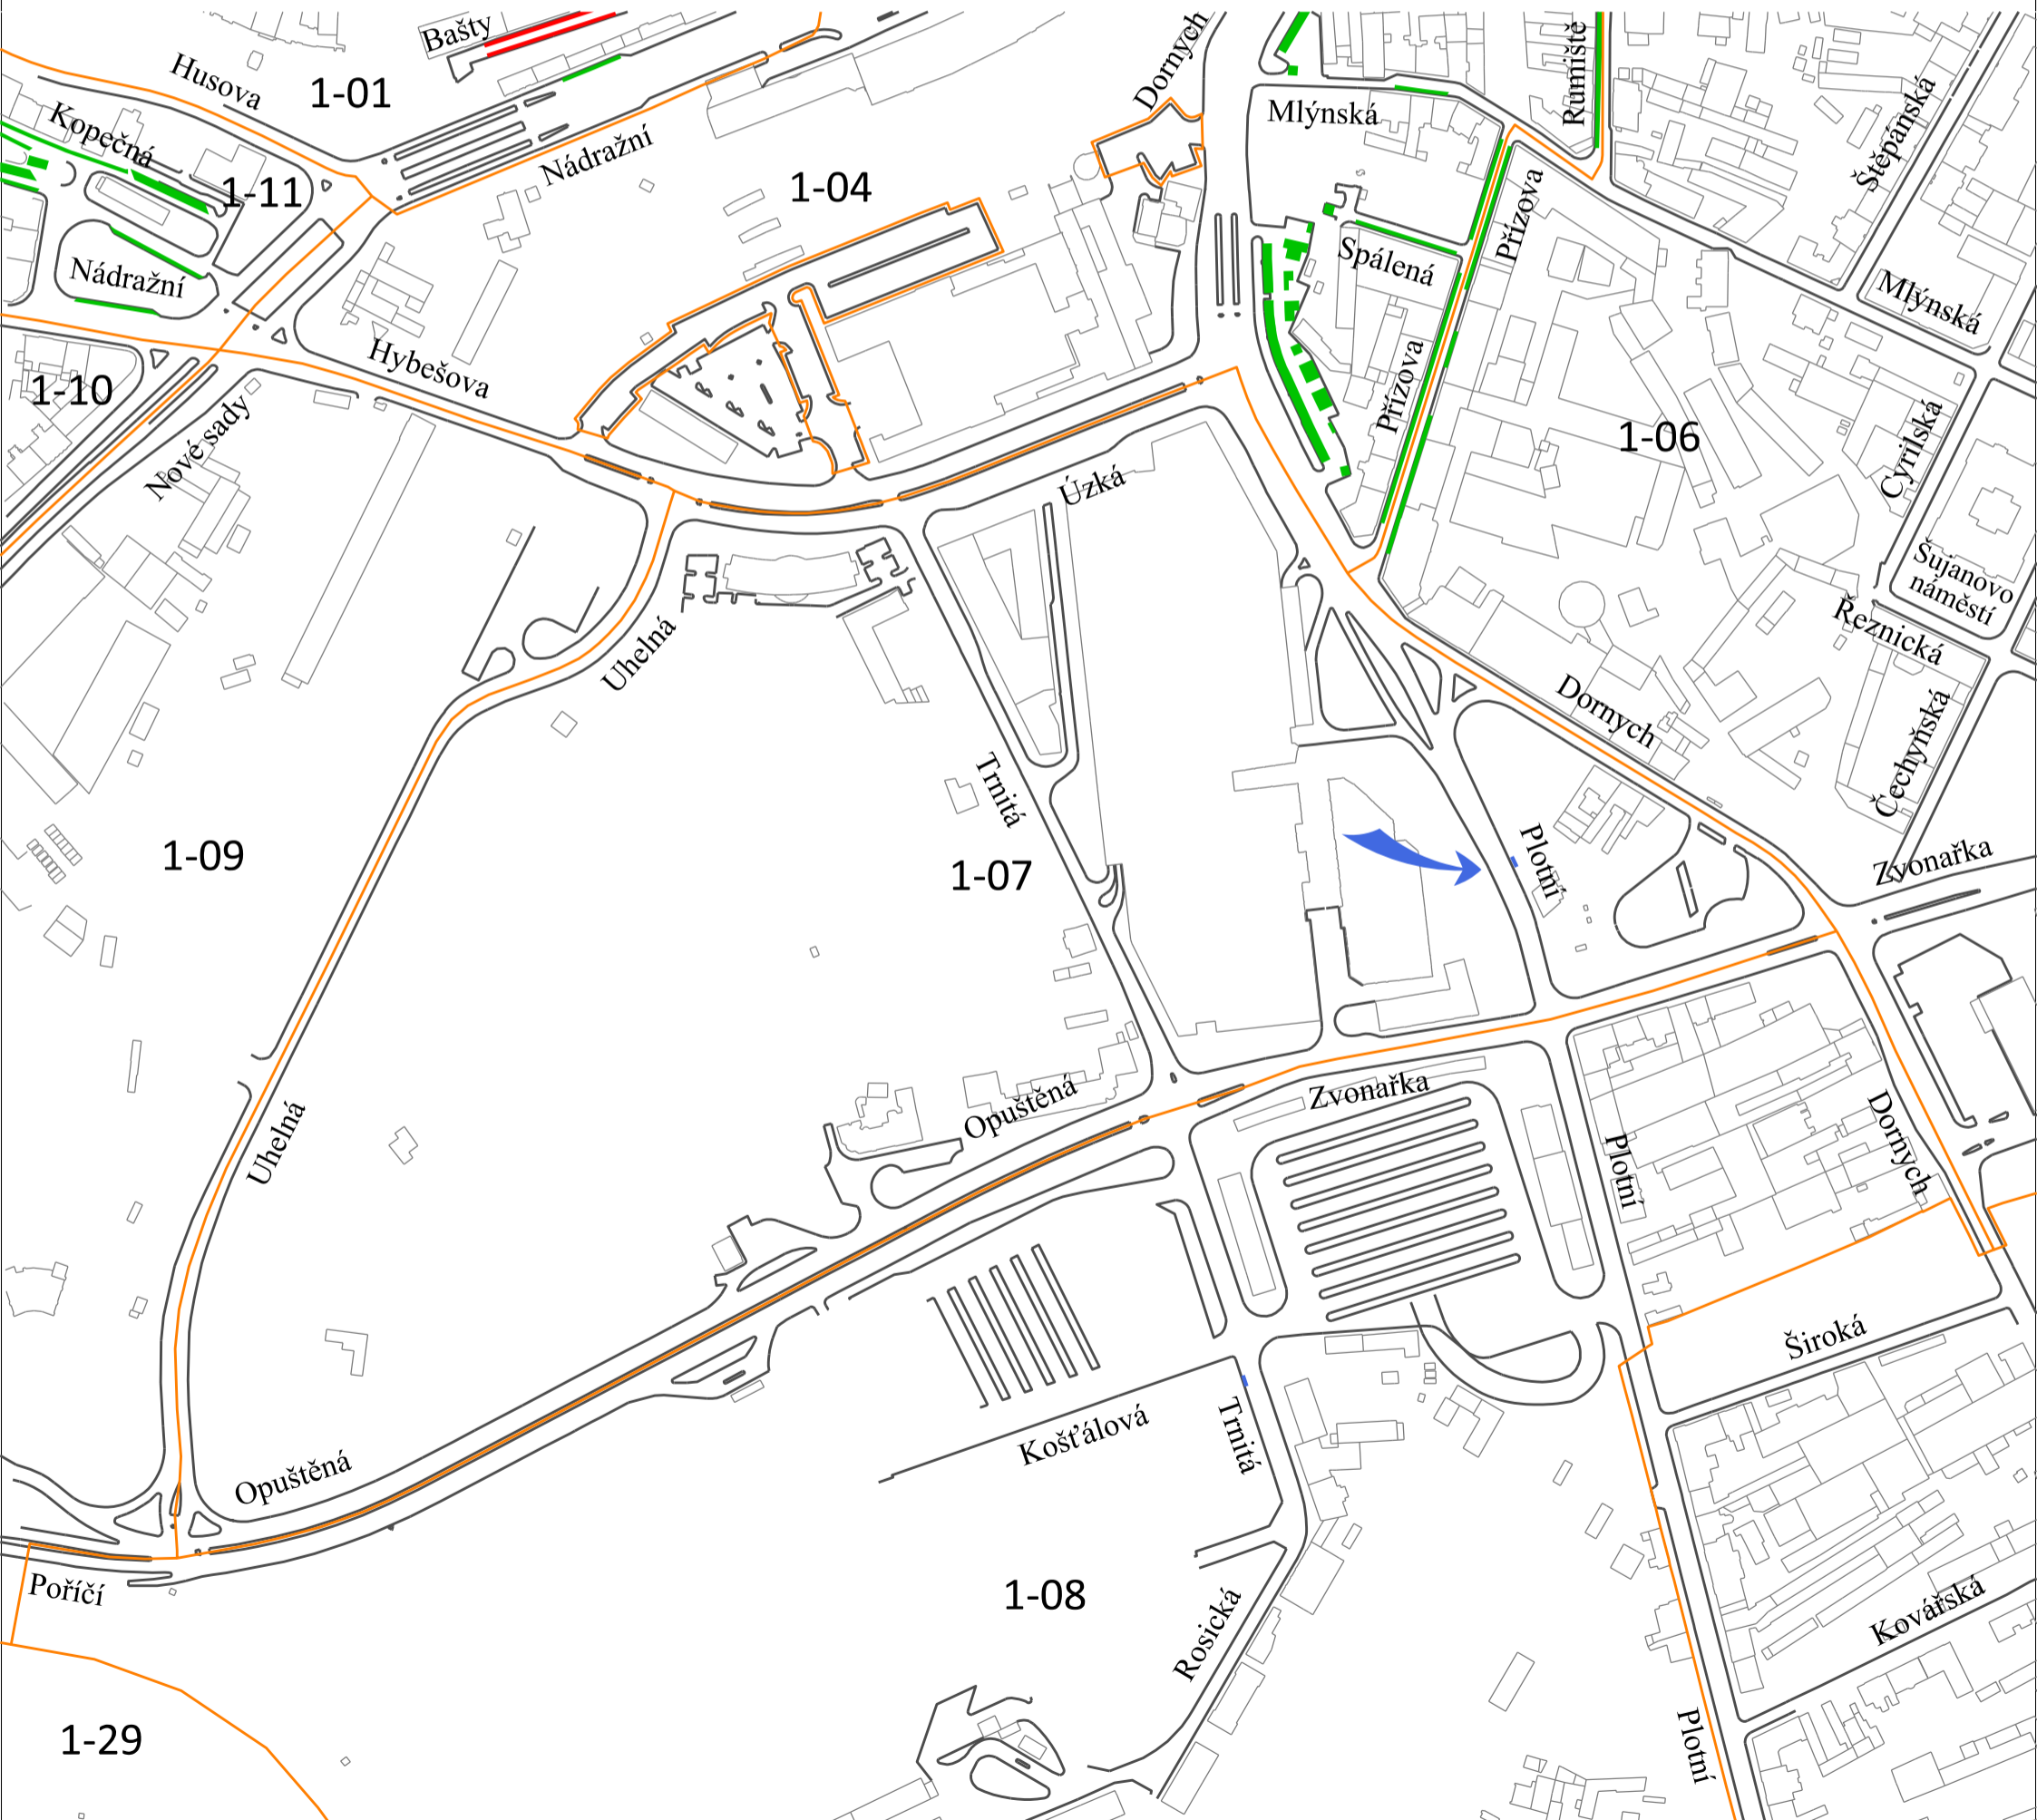 Bašty
Dornych
Rumiště
Husova
1-01
Kopečná
Mlýnská
Štěpánská
Nádražní
1-11
1-04
Přízova
Nádražní
Spálená
Mlýnská
Hybešova
1-10
Přízova
Nové sady
1-06
Cyrilská
Úzká
Šujanovo
náměstí
Řeznická
Uhelná
Dornych
Čechyňská
Trnitá
Plotní
Zvonařka
1-09
1-07
Zvonařka
Opuštěná
Uhelná
Plotní
Dornych
Široká
Košťálová
Trnitá
Opuštěná
Poříčí
1-08
Rosická
Kovářská
1-29
Plotní